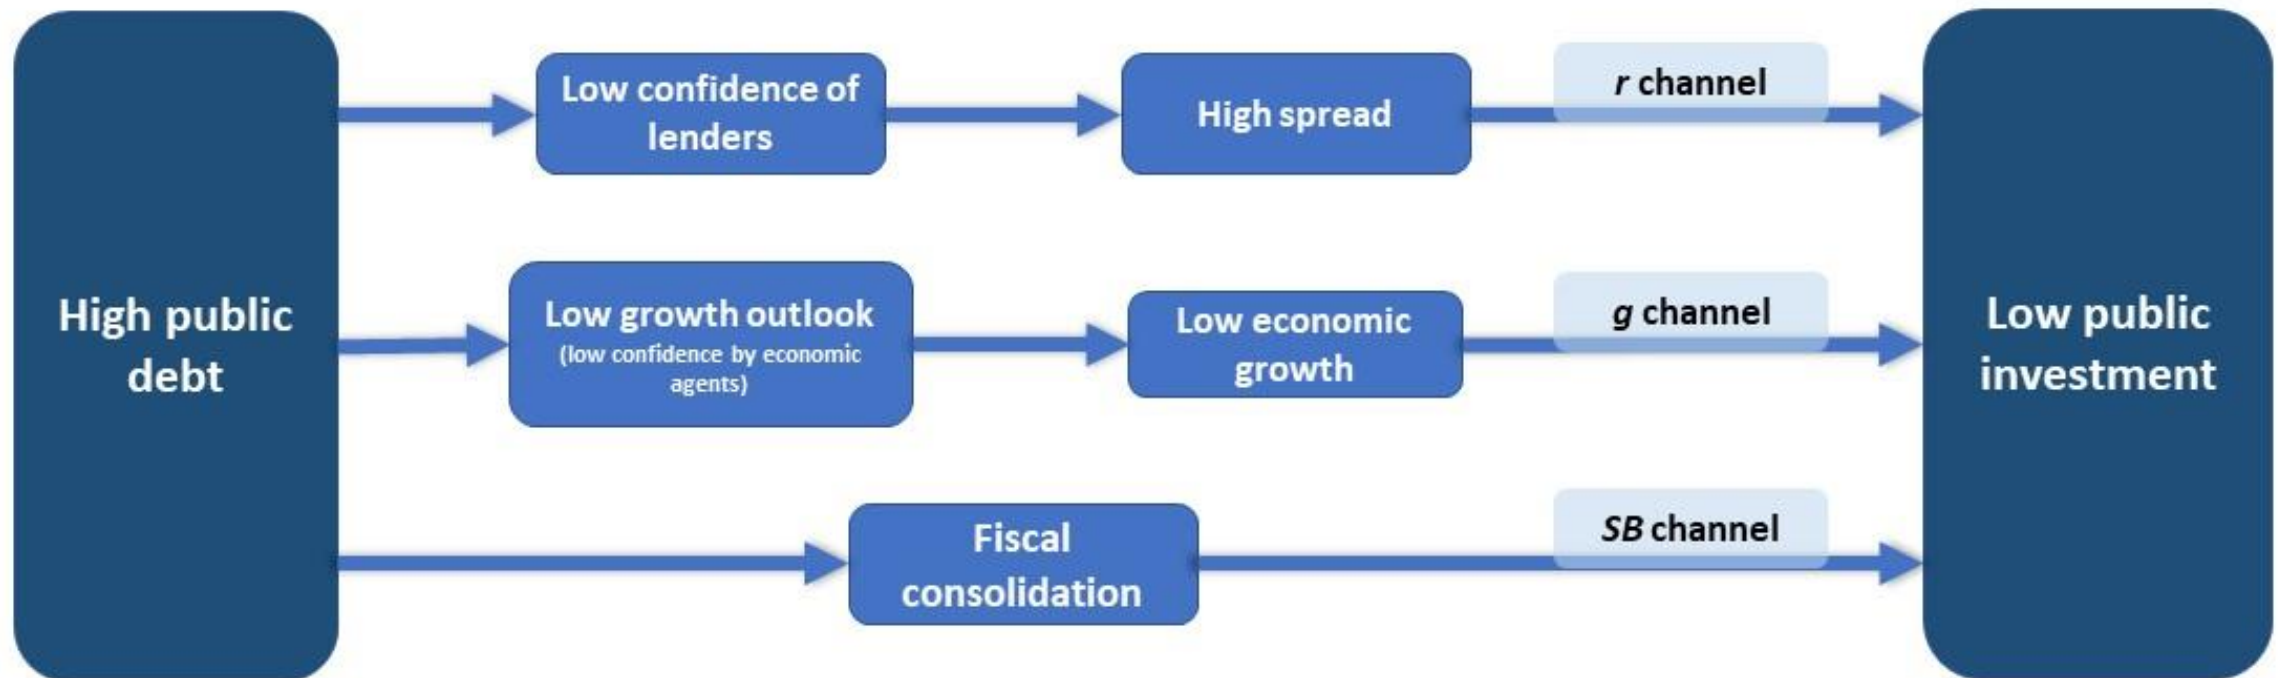 High public
debt
Low confidence of
lenders
High spread
r channel
Low growth outlook
(low confidence by economic
agents)
Low economic
growth
g channel
Fiscal
consolidation
SB channel
Low public
investment